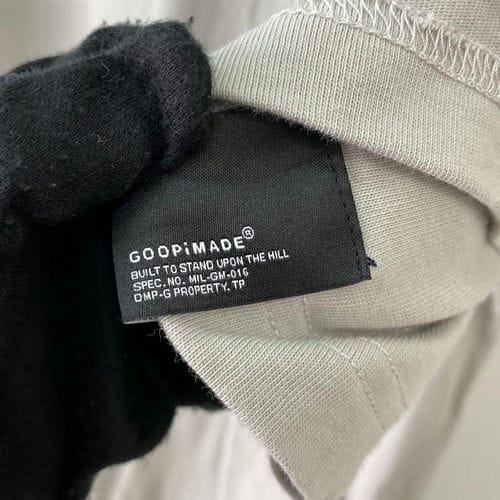 GOOPiMADE®
BUILT TO STAND UPON THE HILL
SPEC. NO. MIL-GM-016
DMP-G PROPERTY, TP